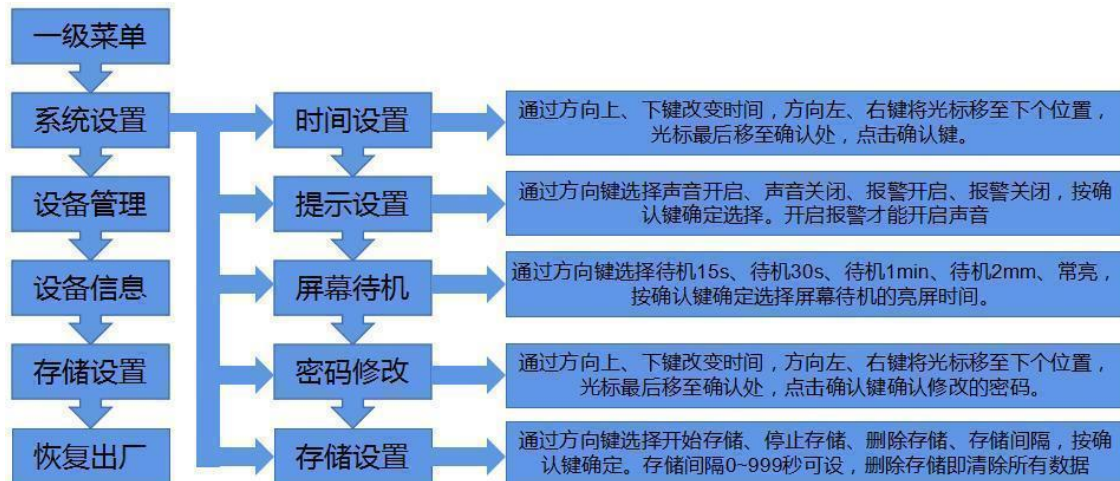 一级菜单
系统设置
时间设置
通过方向上、下键改变时间，方向左、右键将光标移至下个位置，
光标最后移至确认处，点击确认键。
设备管理
提示设置
通过方向键选择声音开启、声音关闭、报警开启、报警关闭，按确
认键确定选择。开启报警才能开启声音
设备信息
屏幕待机
通过方向键选择待机15s、待机30s、待机1min、待机2mm、常亮，
按确认键确定选择屏幕待机的亮屏时间。
存储设置
密码修改
通过方向上、下键改变时间，方向左、右键将光标移至下个位置，
光标最后移至确认处，点击确认键确认修改的密码。
恢复出厂
存储设置
通过方向键选择开始存储、停止存储、删除存储、存储间隔，按确
认键确定。存储间隔0~999秒可设，删除存储即清除所有数据